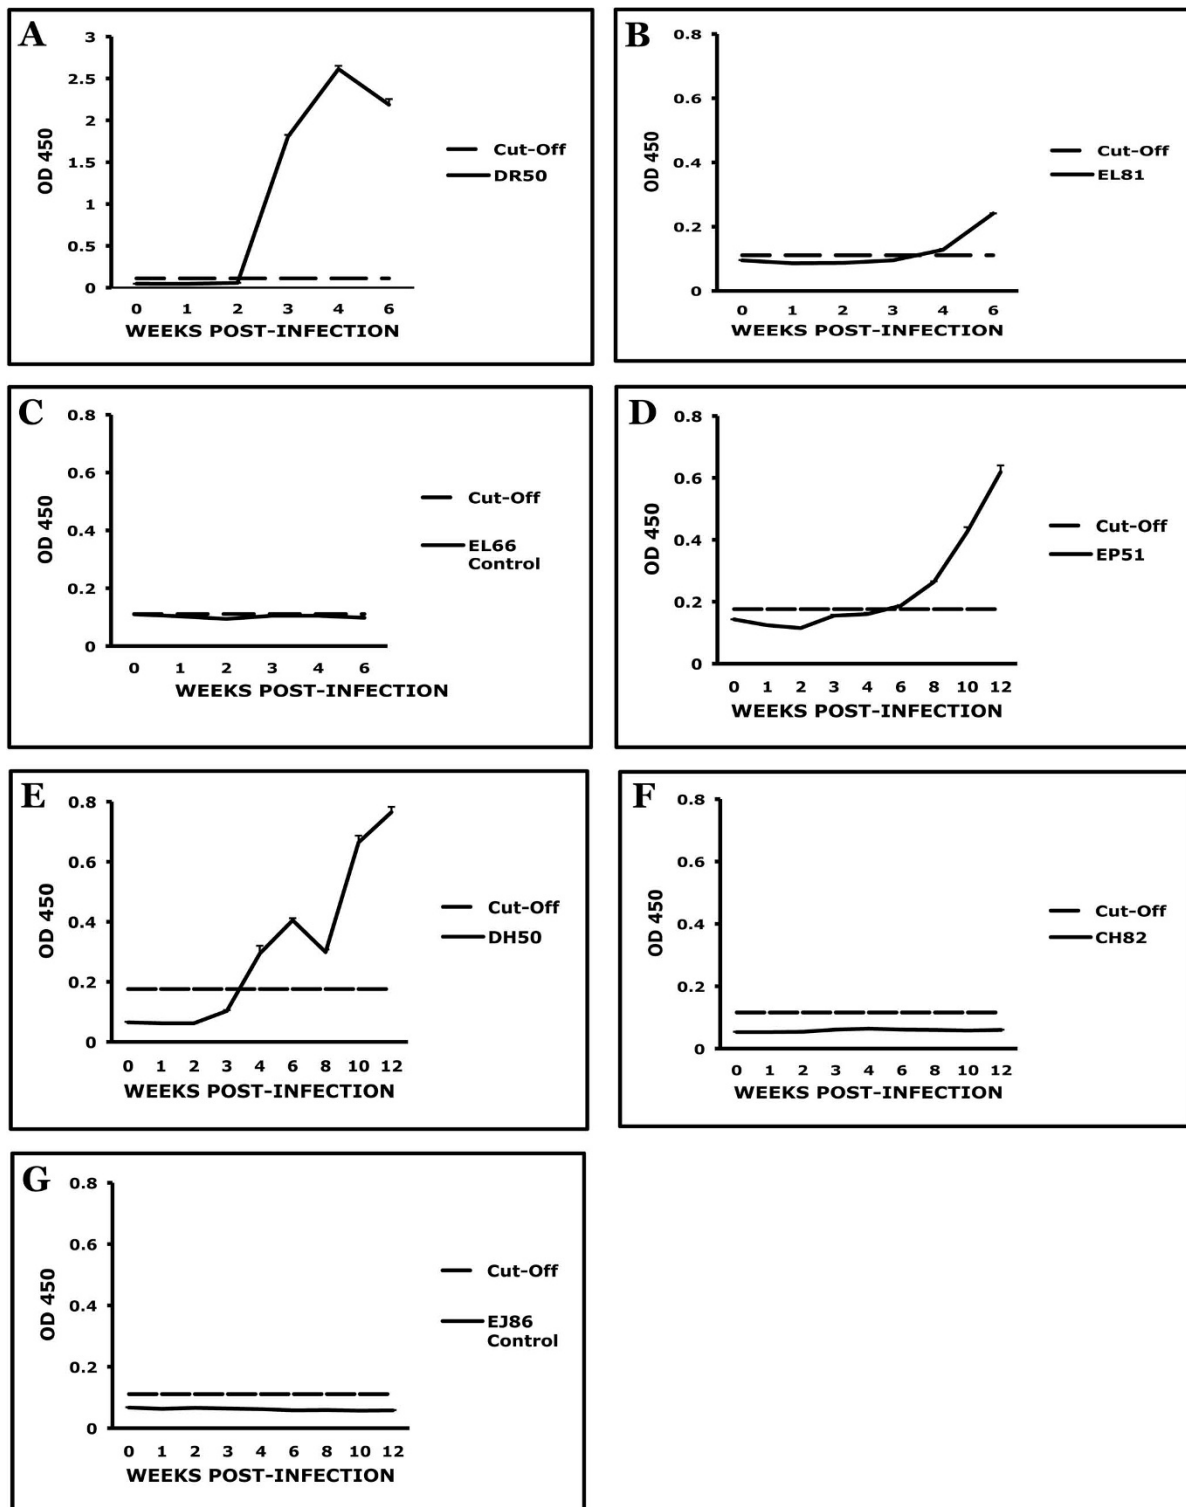 A
3
2.5
2
1.5
1
0.5
0
OD 450
0 1 2 3 4 6
WEEKS POST-INFECTION
Cut-Off
DR50
B
0.8
0.6
0.4
0.2
0
OD 450
0 1 2 3 4 6
WEEKS POST-INFECTION
Cut-Off
EL81
C
0.8
0.6
0.4
0.2
0
OD 450
0 1 2 3 4 6
WEEKS POST-INFECTION
Cut-Off
EL66
Control
D
0.8
0.6
0.4
0.2
0
OD 450
0 1 2 3 4 6 8 10 12
WEEKS POST-INFECTION
Cut-Off
EP51
E
0.8
0.6
0.4
0.2
0
OD 450
0 1 2 3 4 6 8 10 12
WEEKS POST-INFECTION
Cut-Off
DH50
F
0.8
0.6
0.4
0.2
0
OD 450
0 1 2 3 4 6 8 10 12
WEEKS POST-INFECTION
Cut-Off
CH82
G
0.8
0.6
0.4
0.2
0
OD 450
0 1 2 3 4 6 8 10 12
WEEKS POST-INFECTION
Cut-Off
EJ86
Control